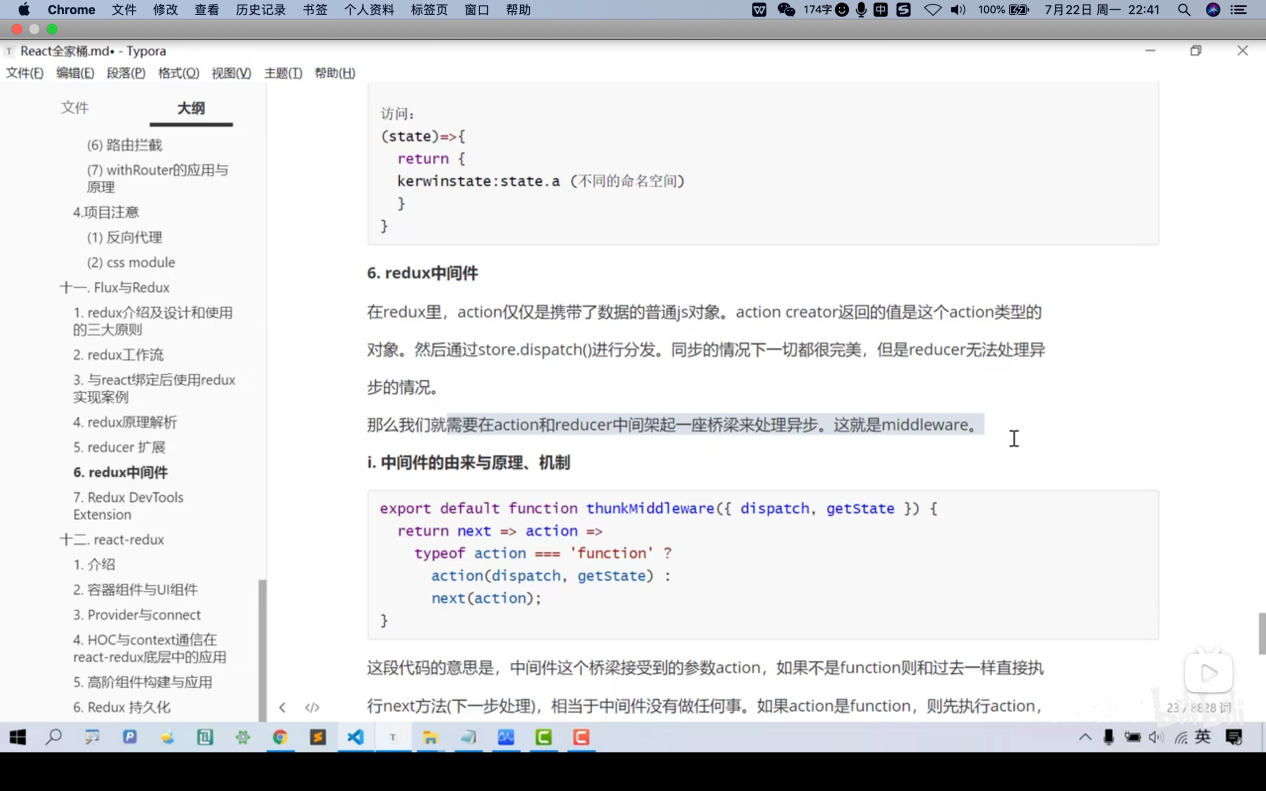 Chrome 文件 修改 查看 历史记录 书签 个人资料 标签页 窗口 帮助 174字 中 S 100% 7月22日 周一 22:41
T React全家桶.md• - Typora
文件(F) 编辑(E) 段落(P) 格式(O) 视图(V) 主题(T) 帮助(H)
文件 大纲
(6) 路由拦截
(7) withRouter的应用与
原理
4.项目注意
(1) 反向代理
(2) css module
十一. Flux与Redux
1. redux介绍及设计和使用
的三大原则
2. redux工作流
3. 与react绑定后使用redux
实现案例
4. redux原理解析
5. reducer 扩展
6. redux中间件
7. Redux DevTools
Extension
十二. react-redux
1. 介绍
2. 容器组件与UI组件
3. Provider与connect
4. HOC与context通信在
react-redux底层中的应用
5. 高阶组件构建与应用
6. Redux 持久化
访问:
(state)=>{
return {
kerwinstate:state.a (不同的命名空间)
}
}
6. redux中间件
在redux里，action仅仅是携带了数据的普通js对象。action creator返回的值是这个action类型的
对象。然后通过store.dispatch()进行分发。同步的情况下一切都很完美，但是reducer无法处理异
步的情况。
那么我们就需要在action和reducer中间架起一座桥梁来处理异步。这就是middleware。
i. 中间件的由来与原理、机制
export default function thunkMiddleware({ dispatch, getState }) {
return next => action =>
typeof action === 'function' ?
action(dispatch, getState) :
next(action);
}
这段代码的意思是，中间件这个桥梁接受到的参数action，如果不是function则和过去一样直接执
行next方法(下一步处理)，相当于中间件没有做任何事。如果action是function，则先执行action，
23 / 8828 词
bilibili
英